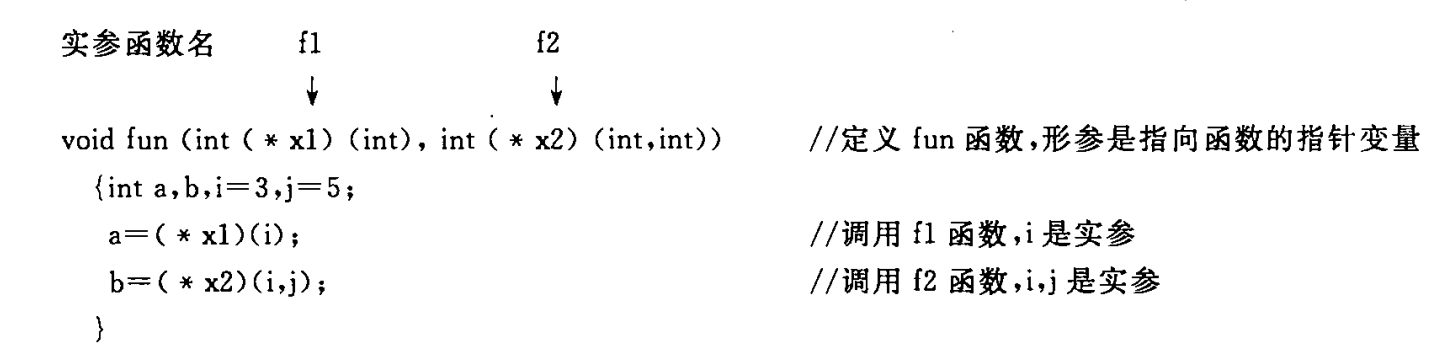 实参函数名 f1 f2
↓ ↓
void fun (int ( * x1) (int), int ( * x2) (int,int)) //定义 fun 函数,形参是指向函数的指针变量
{int a,b,i=3,j=5;
a=( * x1)(i); //调用 f1 函数,i 是实参
b=( * x2)(i,j); //调用 f2 函数,i,j 是实参
}